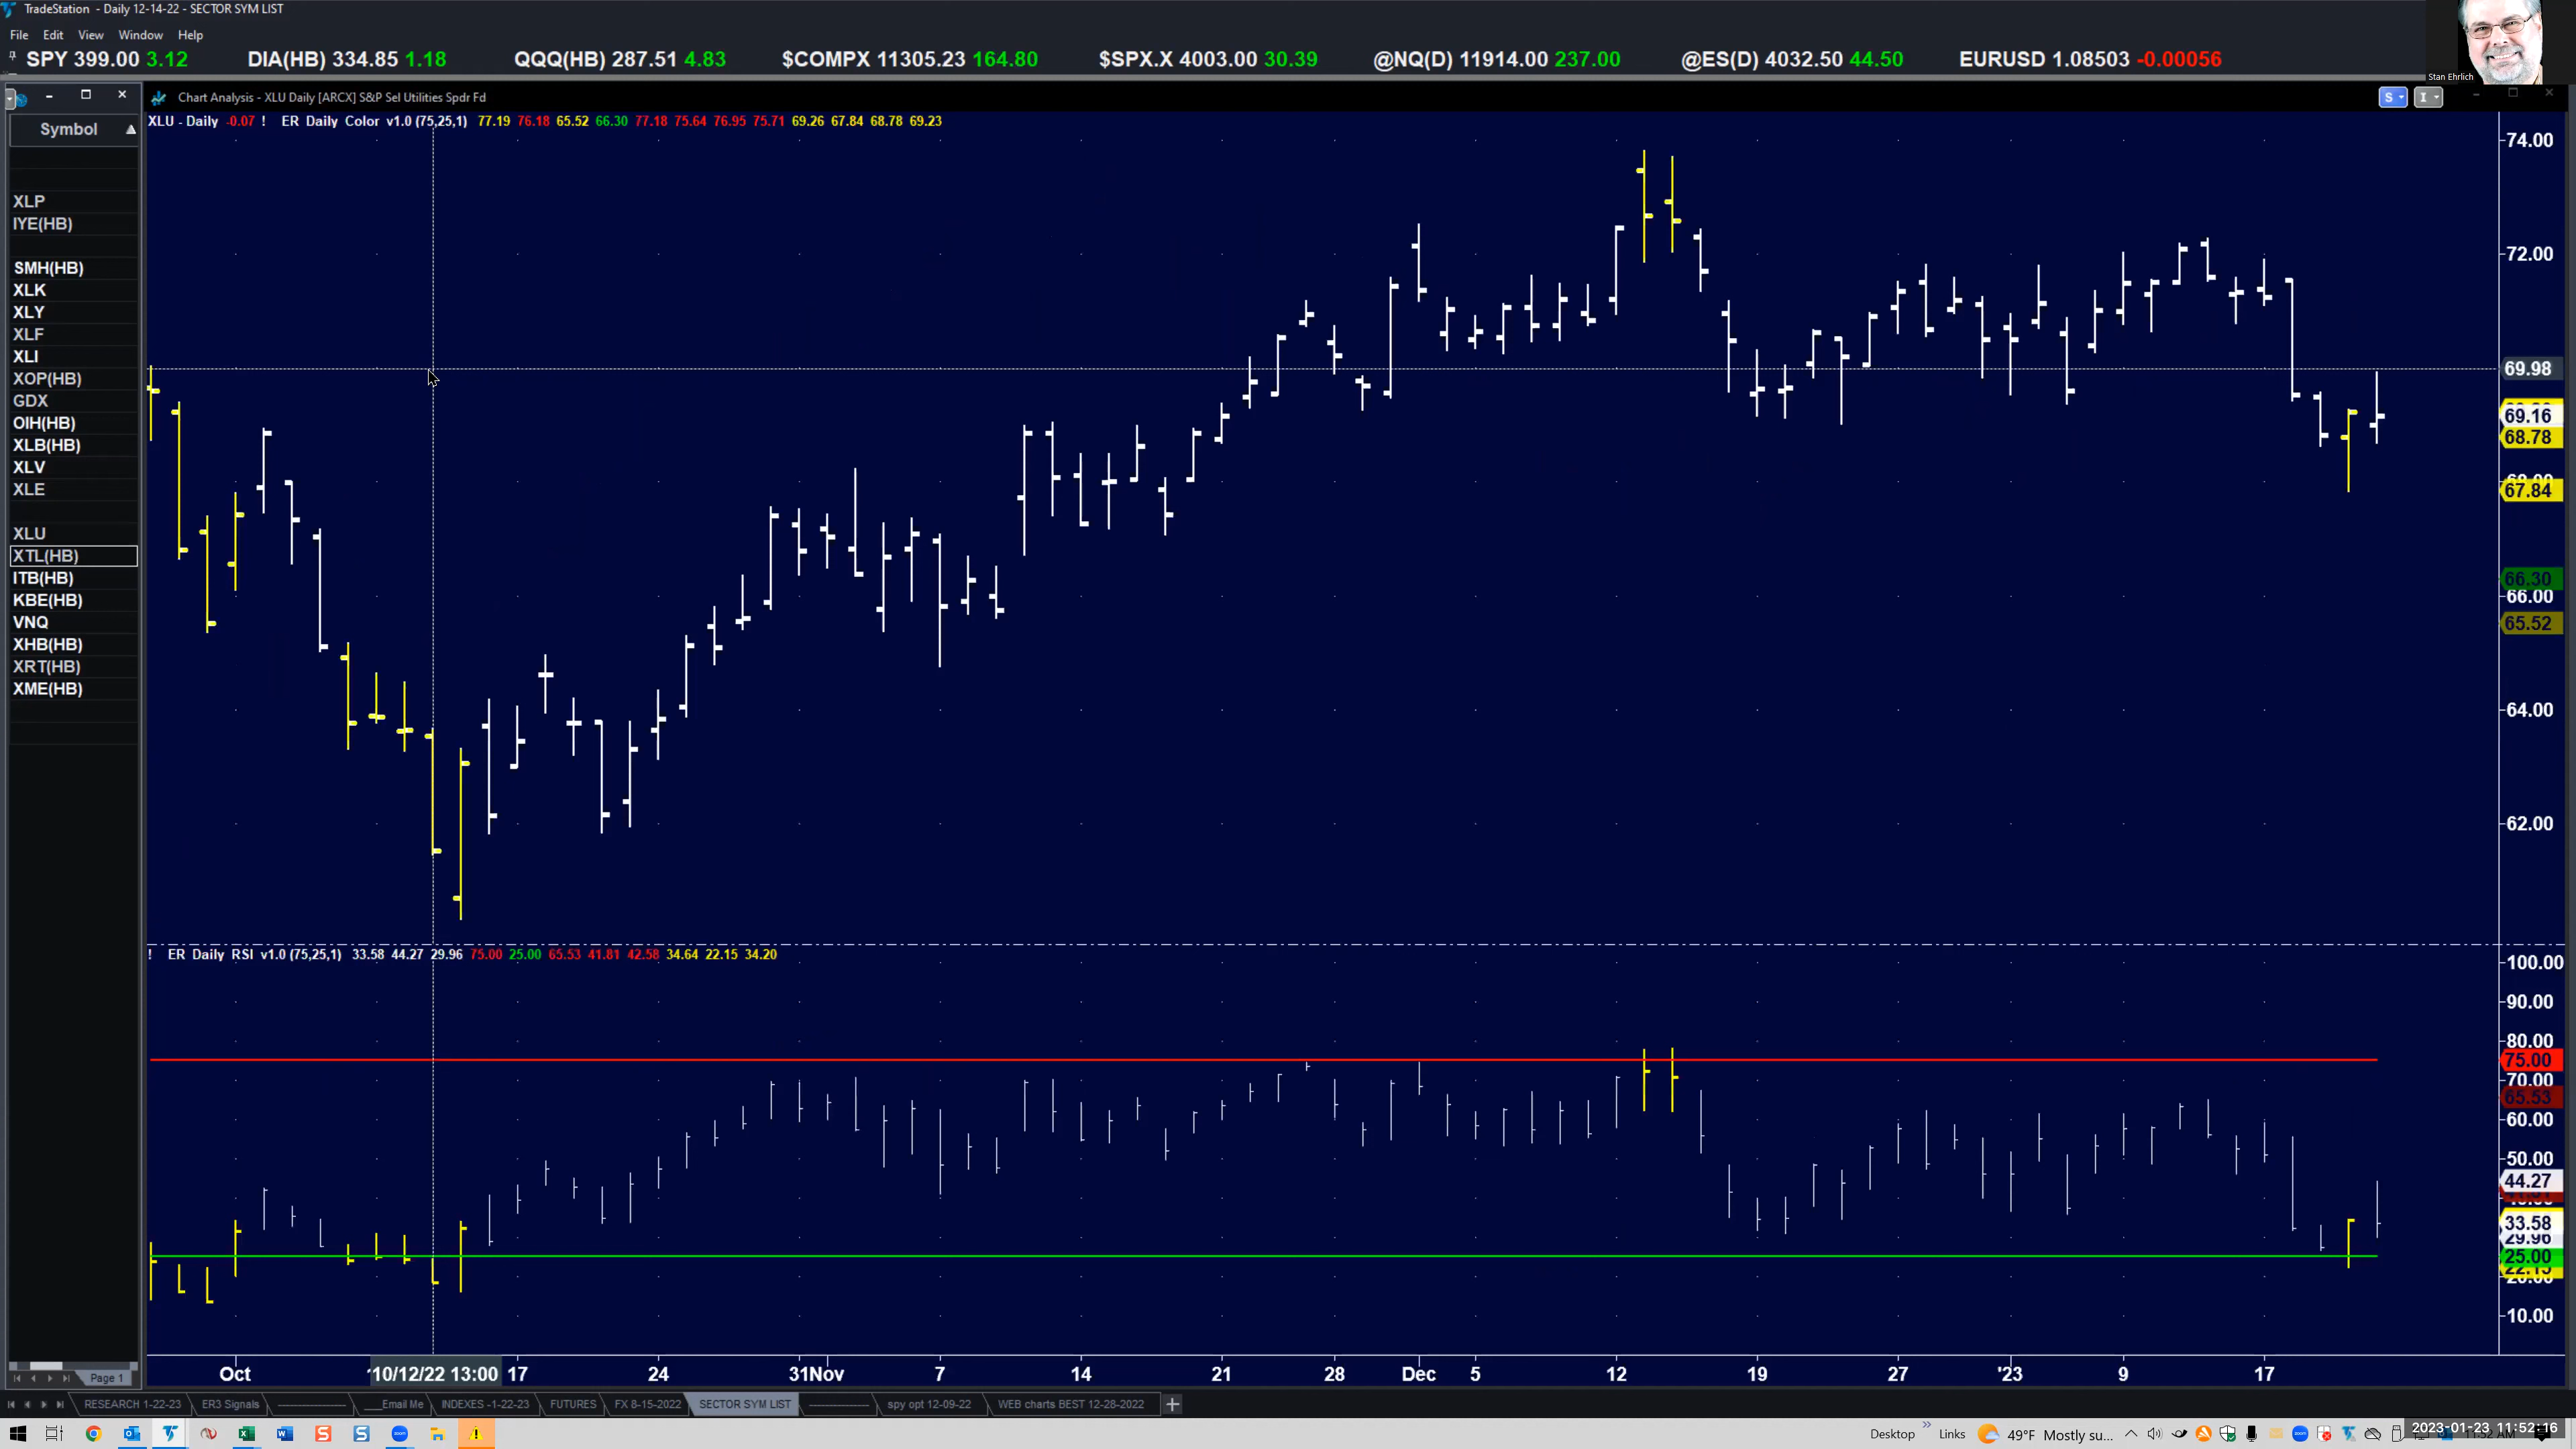 TradeStation - Daily 12-14-22 - SECTOR SYM LIST
File Edit View Window Help
SPY 399.00 3.12 DIA(HB) 334.85 1.18 QQQ(HB) 287.51 4.83 $COMPX 11305.23 164.80 $SPX.X 4003.00 30.39 @NQ(D) 11914.00 237.00 @ES(D) 4032.50 44.50 EURUSD 1.08503 -0.00056
Stan Ehrlich
Chart Analysis - XLU Daily [ARCX] S&P Sel Utilities Spdr Fd
S I
XLU - Daily -0.07 ! ER Daily Color v1.0 (75,25,1) 77.19 76.18 65.52 66.30 77.18 75.64 76.95 75.71 69.26 67.84 68.78 69.23
Symbol
XLP
IYE(HB)
SMH(HB)
XLK
XLY
XLF
XLI
XOP(HB)
GDX
OIH(HB)
XLB(HB)
XLV
XLE
XLU
XTL(HB)
ITB(HB)
KBE(HB)
VNQ
XHB(HB)
XRT(HB)
XME(HB)
74.00
72.00
69.98
69.16
68.78
67.84
66.30
66.00
65.52
64.00
62.00
! ER Daily RSI v1.0 (75,25,1) 33.58 44.27 29.96 75.00 25.00 65.53 41.81 42.58 34.64 22.15 34.20
100.00
90.00
80.00
75.00
70.00
65.53
60.00
50.00
44.27
33.58
29.96
25.00
22.15
20.00
10.00
Oct 10/12/22 13:00 17 24 31Nov 7 14 21 28 Dec 5 12 19 27 '23 9 17
Page 1
RESEARCH 1-22-23 ER3 Signals ___Email Me INDEXES -1-22-23 FUTURES FX 8-15-2022 SECTOR SYM LIST spy opt 12-09-22 WEB charts BEST 12-28-2022 +
Desktop Links 49°F Mostly su... 2023-01-23 11:52:16